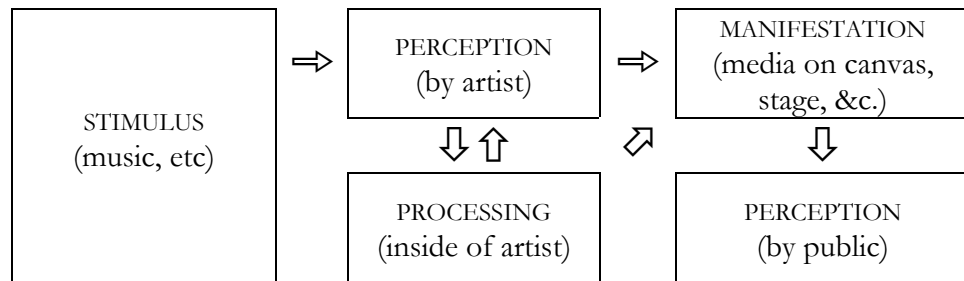 STIMULUS
(music, etc)
PERCEPTION
(by artist)
PROCESSING
(inside of artist)
MANIFESTATION
(media on canvas,
stage, &c.)
PERCEPTION
(by public)